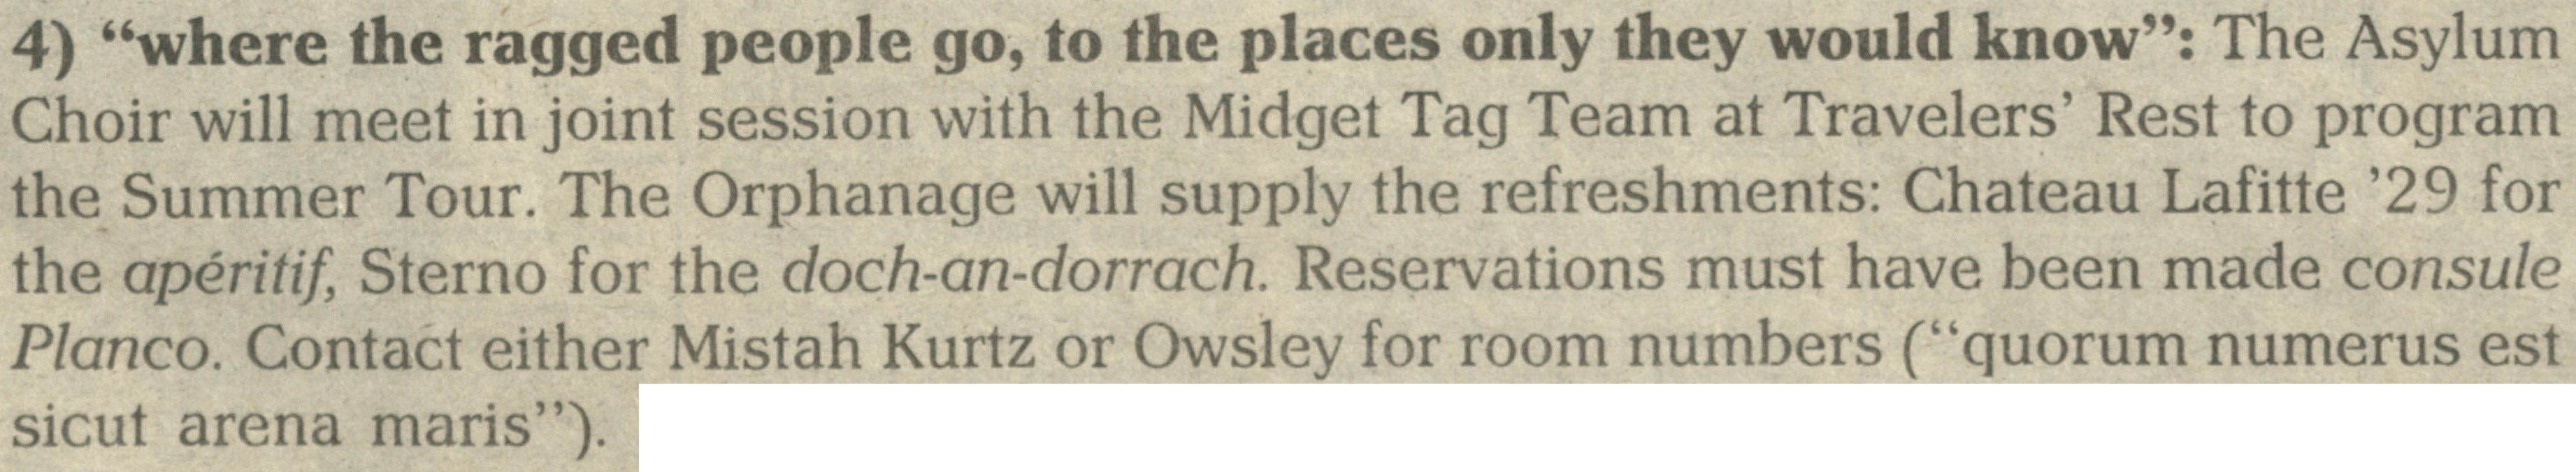 4) “where the ragged people go, to the places only they would know”: The Asylum
Choir will meet in joint session with the Midget Tag Team at Travelers’ Rest to program
the Summer Tour. The Orphanage will supply the refreshments: Chateau Lafitte ’29 for
the apéritif, Sterno for the doch-an-dorrach. Reservations must have been made consule
Planco. Contact either Mistah Kurtz or Owsley for room numbers (“quorum numerus est
sicut arena maris”).